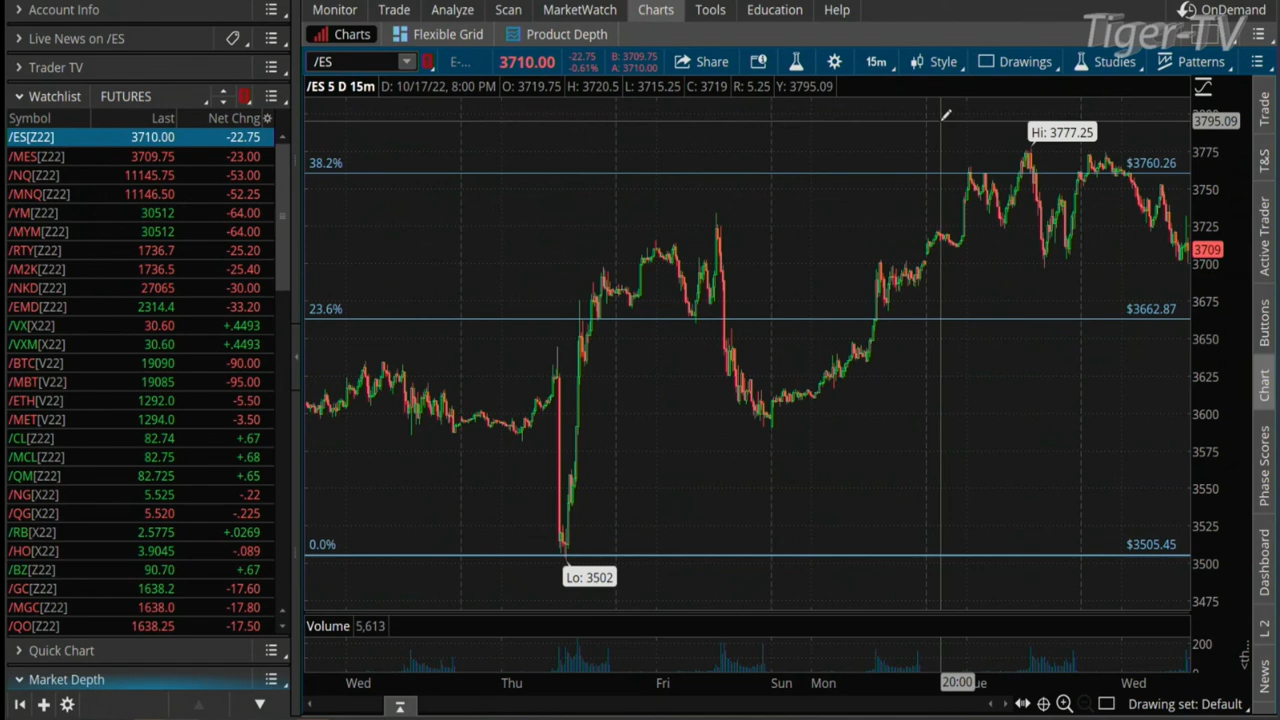 Account Info
Live News on /ES
Trader TV
Watchlist FUTURES
Symbol Last Net Chng
/ES[Z22] 3710.00 -22.75
/MES[Z22] 3709.75 -23.00
/NQ[Z22] 11145.75 -53.00
/MNQ[Z22] 11146.50 -52.25
/YM[Z22] 30512 -64.00
/MYM[Z22] 30512 -64.00
/RTY[Z22] 1736.7 -25.20
/M2K[Z22] 1736.5 -25.40
/NKD[Z22] 27065 -30.00
/EMD[Z22] 2314.4 -33.20
/VX[X22] 30.60 +.4493
/VXM[X22] 30.60 +.4493
/BTC[V22] 19090 -90.00
/MBT[V22] 19085 -95.00
/ETH[V22] 1292.0 -5.50
/MET[V22] 1294.0 -3.50
/CL[Z22] 82.74 +.67
/MCL[Z22] 82.75 +.68
/QM[Z22] 82.725 +.65
/NG[X22] 5.525 -.22
/QG[X22] 5.520 -.225
/RB[X22] 2.5775 +.0269
/HO[X22] 3.9045 -.089
/BZ[Z22] 90.70 +.67
/GC[Z22] 1638.2 -17.60
/MGC[Z22] 1638.0 -17.80
/QO[Z22] 1638.25 -17.50
Quick Chart
Market Depth
Monitor Trade Analyze Scan MarketWatch Charts Tools Education Help
OnDemand
Tiger-TV
Charts Flexible Grid Product Depth
/ES E-... 3710.00 -22.75 -0.61% B: 3709.75 A: 3710.00 Share 15m Style Drawings Studies Patterns
/ES 5 D 15m D: 10/17/22, 8:00 PM O: 3719.75 H: 3720.5 L: 3715.25 C: 3719 R: 5.25 Y: 3795.09
3795.09
Hi: 3777.25
3775
38.2% $3760.26
3750
3725
3709
3700
3675
23.6% $3662.87
3650
3625
3600
3575
3550
3525
0.0% $3505.45
3500
Lo: 3502
3475
Volume 5,613
200
100
Wed Thu Fri Sun Mon 20:00 ue Wed
Drawing set: Default
Trade
T&S
Active Trader
Buttons
Chart
Phase Scores
Dashboard
L 2
News